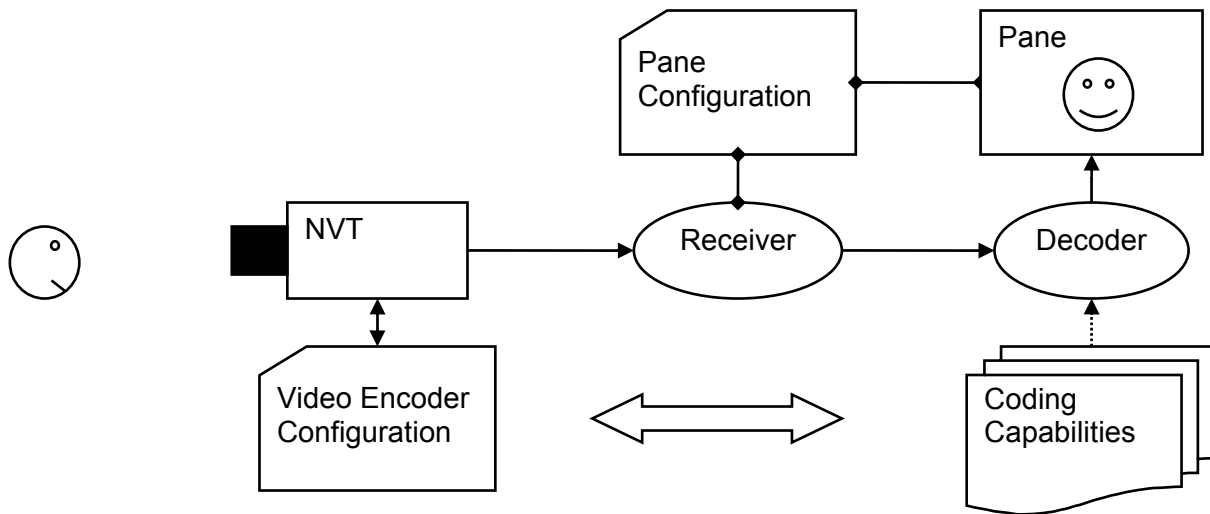 Pane
Configuration
Pane
NVT
Receiver
Decoder
Video Encoder
Configuration
Coding
Capabilities